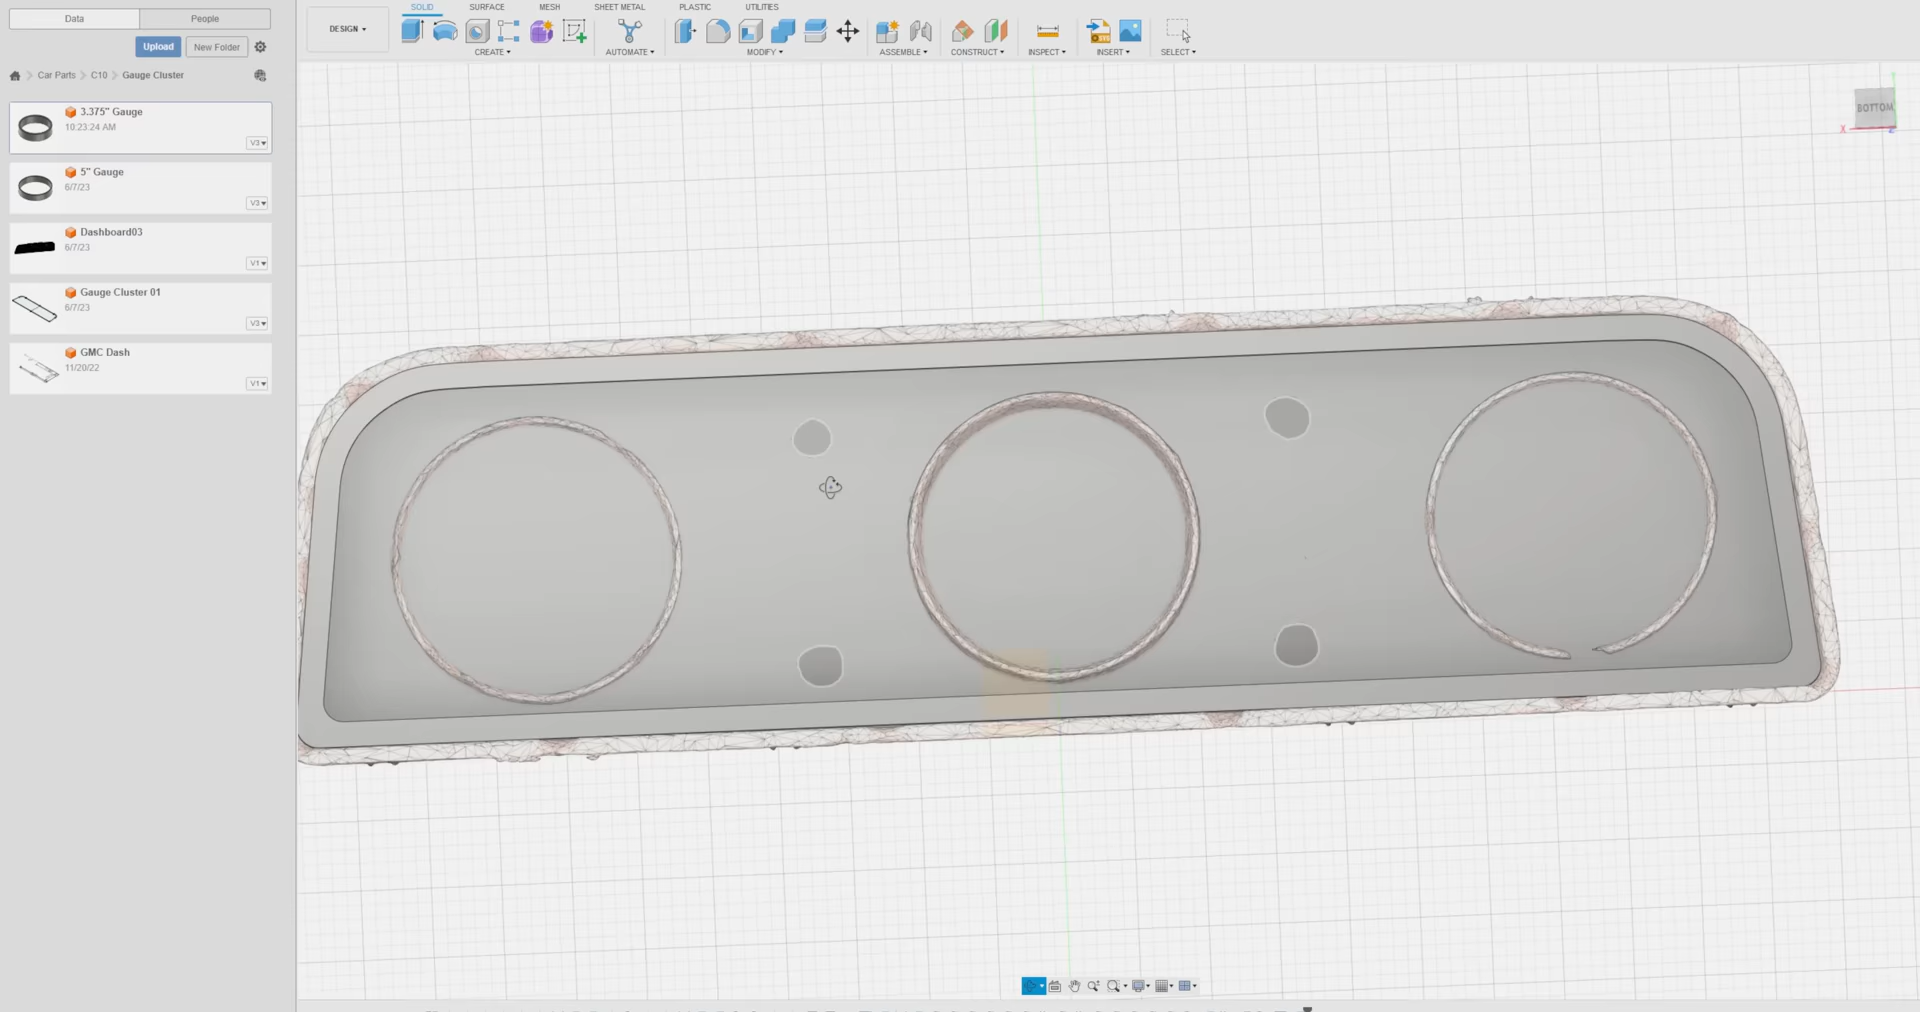 Data People
Upload New Folder
Car Parts C10 Gauge Cluster
3.375" Gauge
10:23:24 AM
V3
5" Gauge
6/7/23
V3
Dashboard03
6/7/23
V1
Gauge Cluster 01
6/7/23
V3
GMC Dash
11/20/22
V1
SOLID SURFACE MESH SHEET METAL PLASTIC UTILITIES
DESIGN
CREATE AUTOMATE MODIFY ASSEMBLE CONSTRUCT INSPECT INSERT SELECT
BOTTOM
X
Z